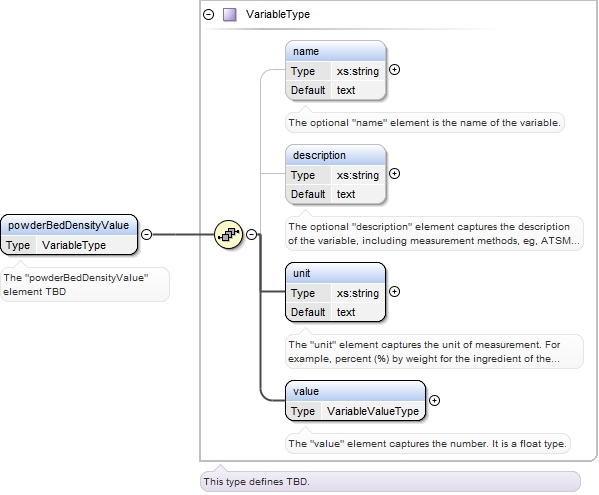 VariableType
name
Type xs:string
Default text
The optional "name" element is the name of the variable.
description
Type xs:string
Default text
The optional "description" element captures the description
of the variable, including measurement methods, eg, ATSM...
powderBedDensityValue
Type VariableType
The "powderBedDensityValue"
element TBD
unit
Type xs:string
Default text
The "unit" element captures the unit of measurement. For
example, percent (%) by weight for the ingredient of the...
value
Type VariableValueType
The "value" element captures the number. It is a float type.
This type defines TBD.